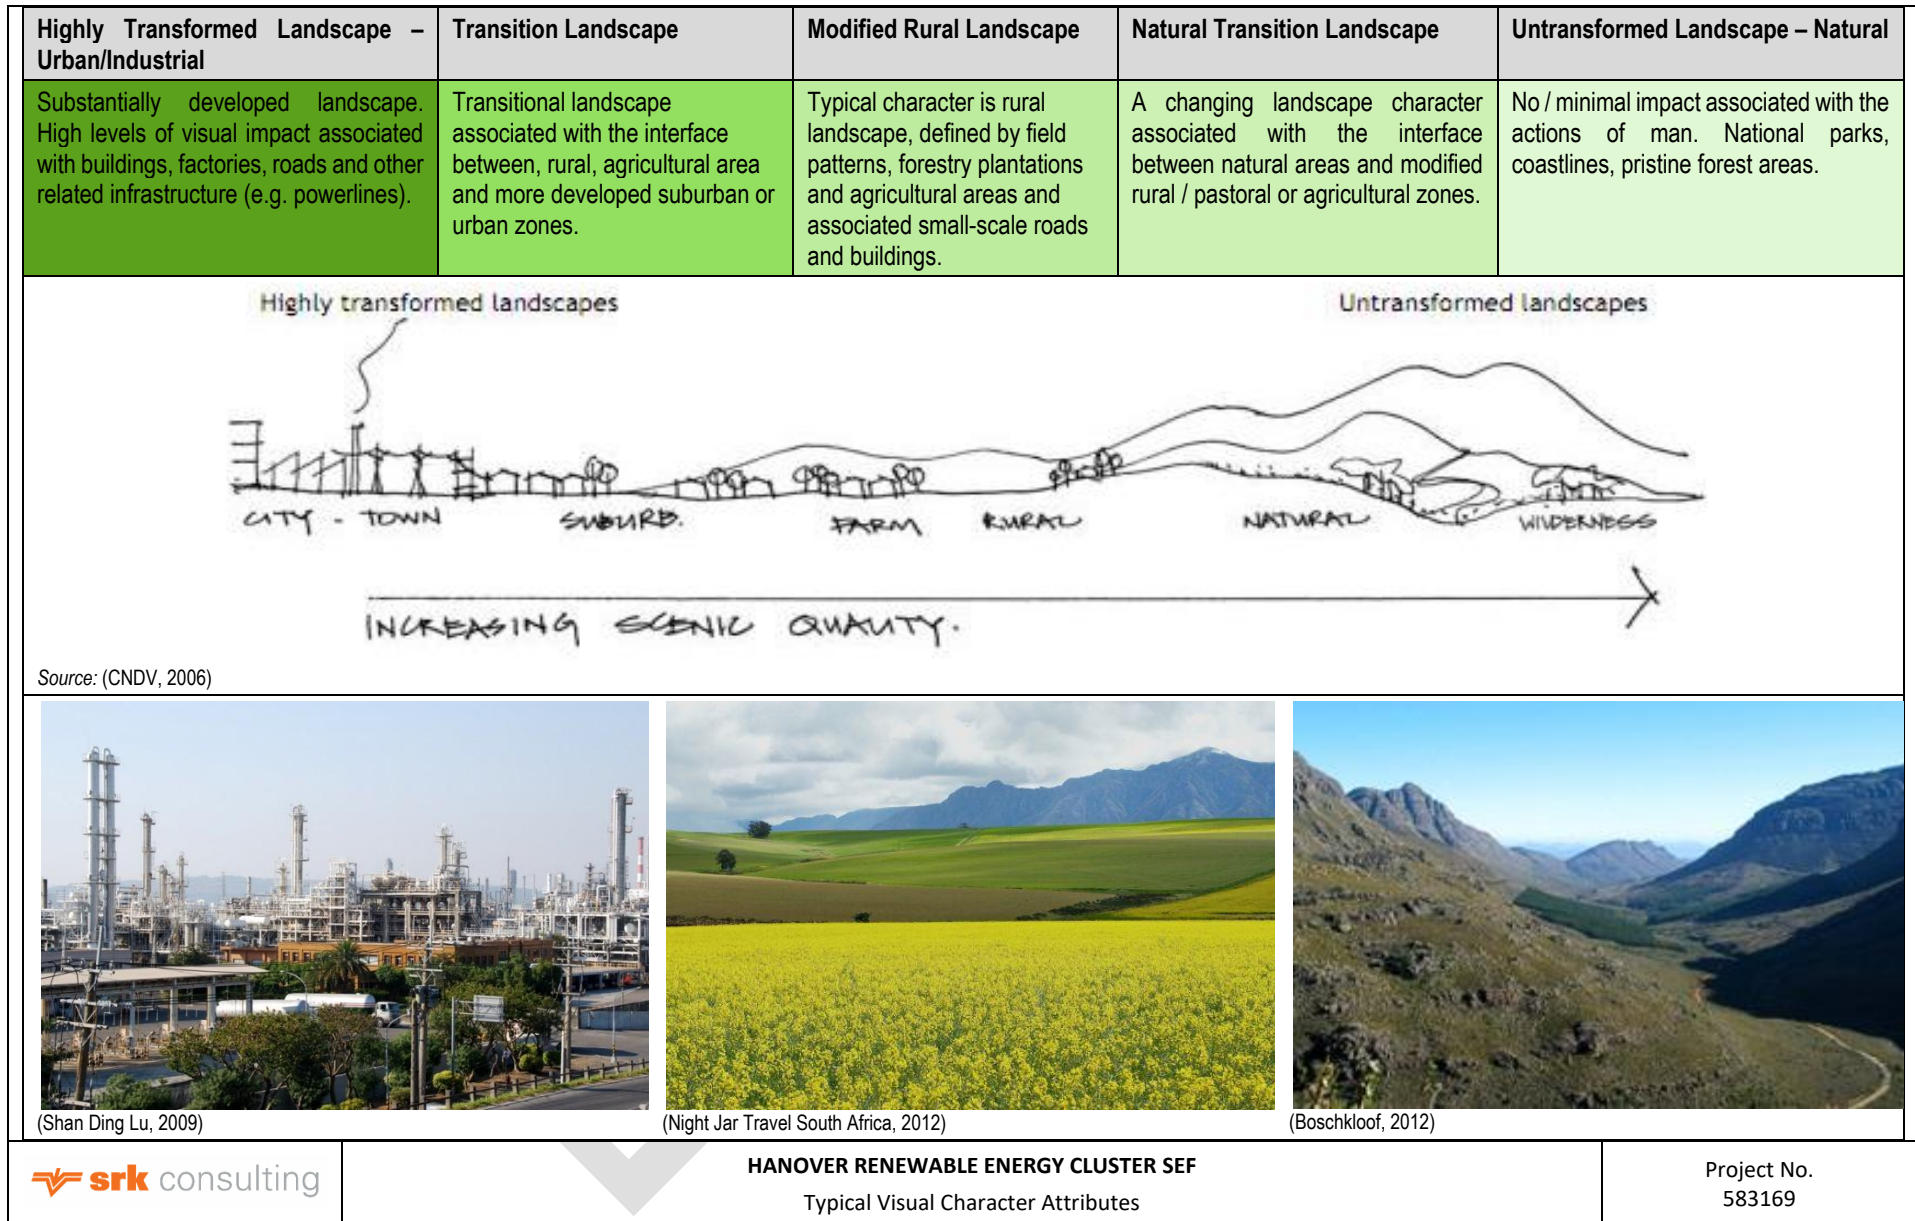 Highly Transformed Landscape –
Urban/Industrial
Transition Landscape
Modified Rural Landscape
Natural Transition Landscape
Untransformed Landscape – Natural
Substantially developed landscape.
High levels of visual impact associated
with buildings, factories, roads and other
related infrastructure (e.g. powerlines).
Transitional landscape
associated with the interface
between, rural, agricultural area
and more developed suburban or
urban zones.
Typical character is rural
landscape, defined by field
patterns, forestry plantations
and agricultural areas and
associated small-scale roads
and buildings.
A changing landscape character
associated with the interface
between natural areas and modified
rural / pastoral or agricultural zones.
No / minimal impact associated with the
actions of man. National parks,
coastlines, pristine forest areas.
Highly transformed landscapes
Untransformed landscapes
CITY - TOWN
SUBURB.
FARM
RURAL
NATURAL
WILDERNESS
INCREASING SCENIC QUALITY.
Source: (CNDV, 2006)
(Shan Ding Lu, 2009)
(Night Jar Travel South Africa, 2012)
(Boschkloof, 2012)
srk consulting
HANOVER RENEWABLE ENERGY CLUSTER SEF
Typical Visual Character Attributes
Project No.
583169